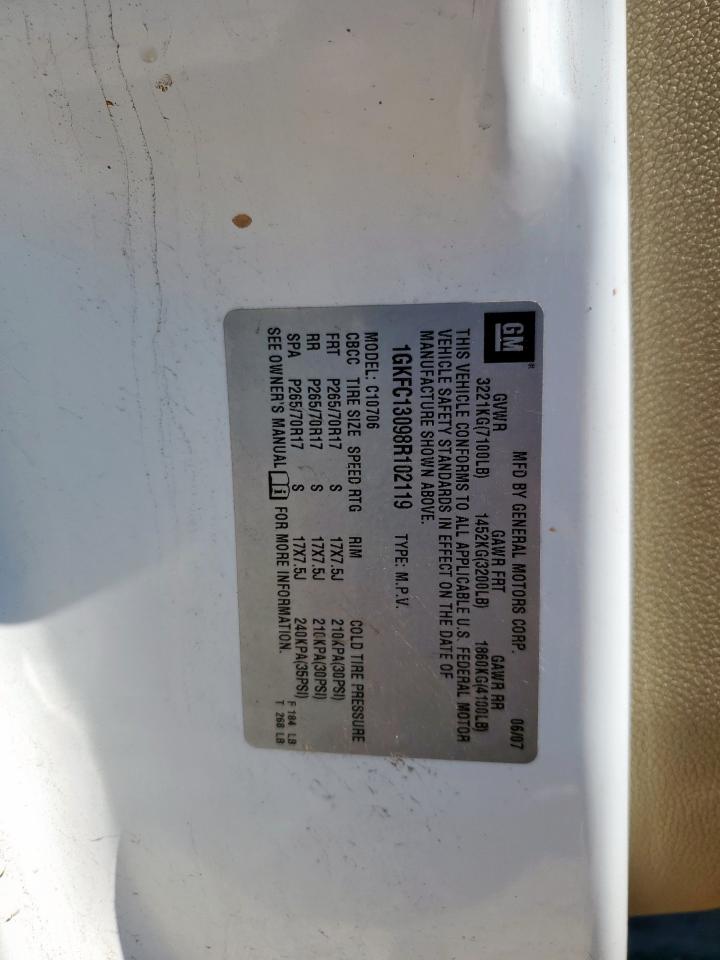 GM®
MFD BY GENERAL MOTORS CORP. 06/07
GVWR GAWR FRT GAWR RR
3221KG(7100LB) 1452KG(3200LB) 1860KG(4100LB)
THIS VEHICLE CONFORMS TO ALL APPLICABLE U.S. FEDERAL MOTOR
VEHICLE SAFETY STANDARDS IN EFFECT ON THE DATE OF
MANUFACTURE SHOWN ABOVE.
1GKFC13098R102119 TYPE: M.P.V.
MODEL: C10706
CBCC TIRE SIZE SPEED RTG RIM COLD TIRE PRESSURE
FRT P265/70R17 S 17X7.5J 210KPA(30PSI)
RR P265/70R17 S 17X7.5J 210KPA(30PSI)
SPA P265/70R17 S 17X7.5J 240KPA(35PSI)
SEE OWNER'S MANUAL FOR MORE INFORMATION.
F 184 LB
T 268 LB